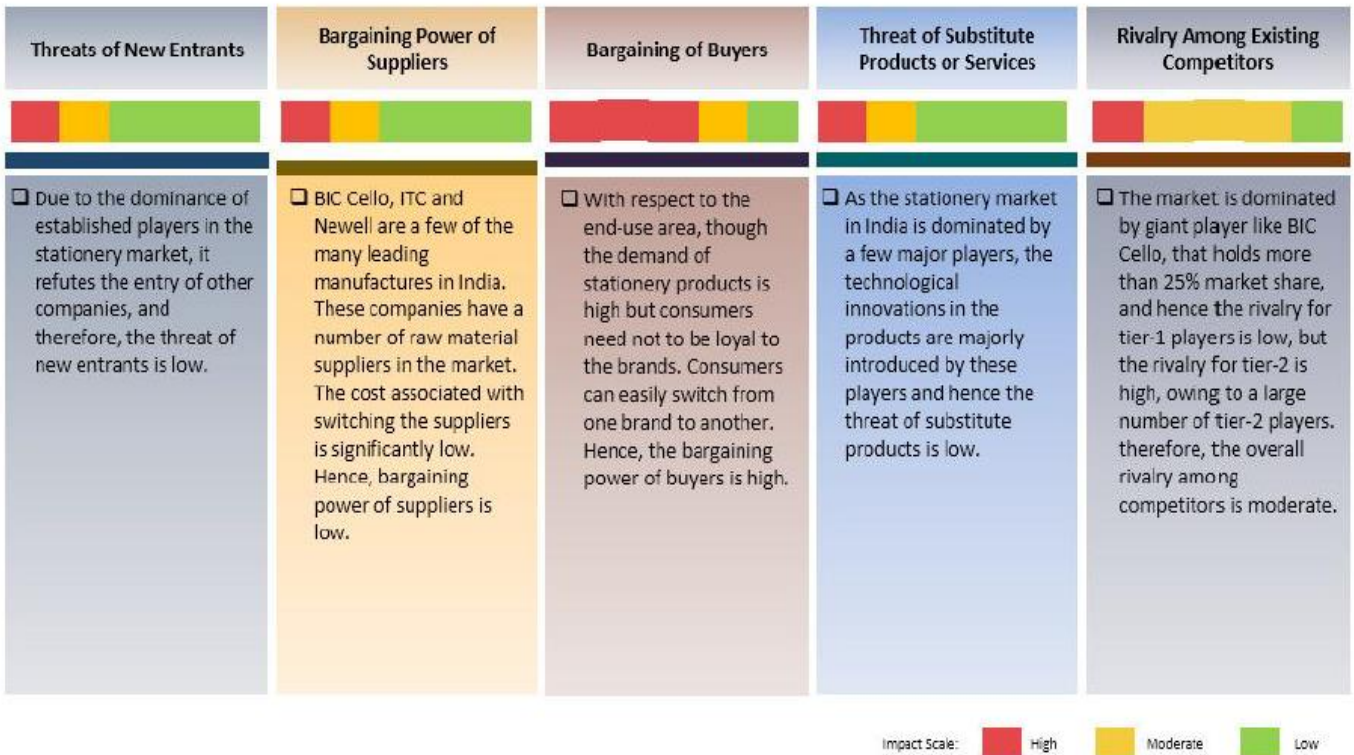 Threats of New Entrants
Bargaining Power of
Suppliers
Bargaining of Buyers
Threat of Substitute
Products or Services
Rivalry Among Existing
Competitors
❑ Due to the dominance of
established players in the
stationery market, it
refutes the entry of other
companies, and
therefore, the threat of
new entrants is low.
❑ BIC Cello, ITC and
Newell are a few of the
many leading
manufactures in India.
These companies have a
number of raw material
suppliers in the market.
The cost associated with
switching the suppliers
is significantly low.
Hence, bargaining
power of suppliers is
low.
❑ With respect to the
end-use area, though
the demand of
stationery products is
high but consumers
need not to be loyal to
the brands. Consumers
can easily switch from
one brand to another.
Hence, the bargaining
power of buyers is high.
❑ As the stationery market
in India is dominated by
a few major players, the
technological
innovations in the
products are majorly
introduced by these
players and hence the
threat of substitute
products is low.
❑ The market is dominated
by giant player like BIC
Cello, that holds more
than 25% market share,
and hence the rivalry for
tier-1 players is low, but
the rivalry for tier-2 is
high, owing to a large
number of tier-2 players.
therefore, the overall
rivalry among
competitors is moderate.
Impact Scale: High Moderate Low